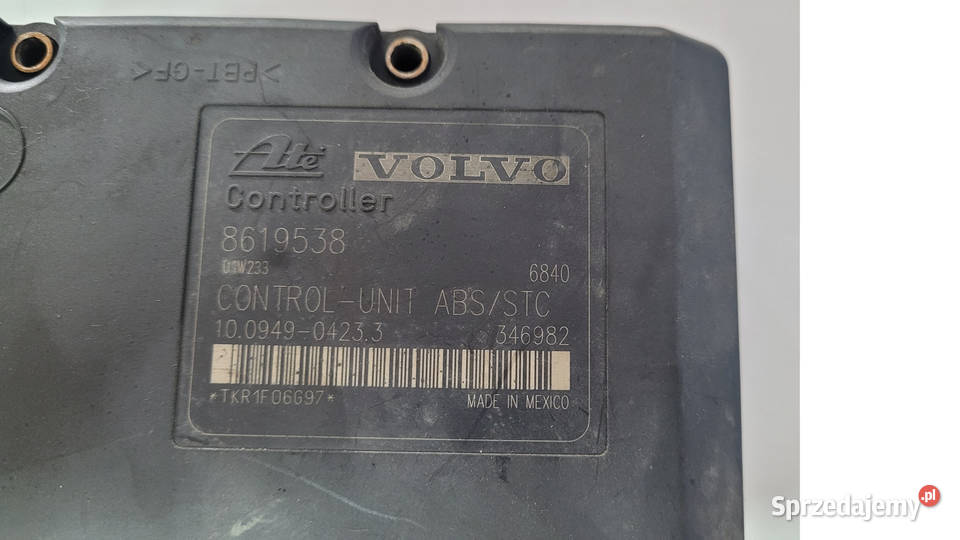 >PBT-GF<
Ate VOLVO
Controller
8619538
6840
CONTROL-UNIT ABS/STC
10.0949-0423.3 346982
*TKR1F06G97*
MADE IN MEXICO
Sprzedajemy.pl